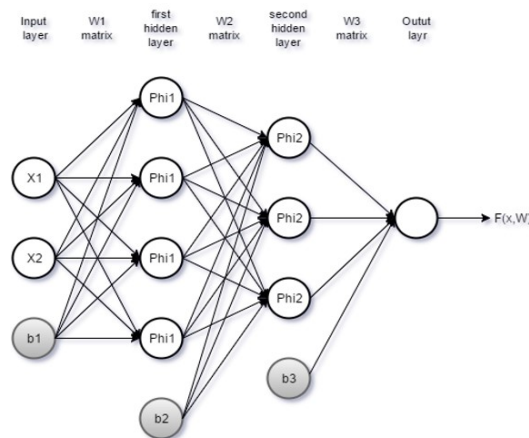 Input
layer
W1
matrix
first
hidden
layer
W2
matrix
second
hidden
layer
W3
matrix
Outut
layr
Phi1
Phi2
X1
Phi1
Phi2
F(x,W)
X2
Phi1
Phi2
b1
Phi1
b3
b2